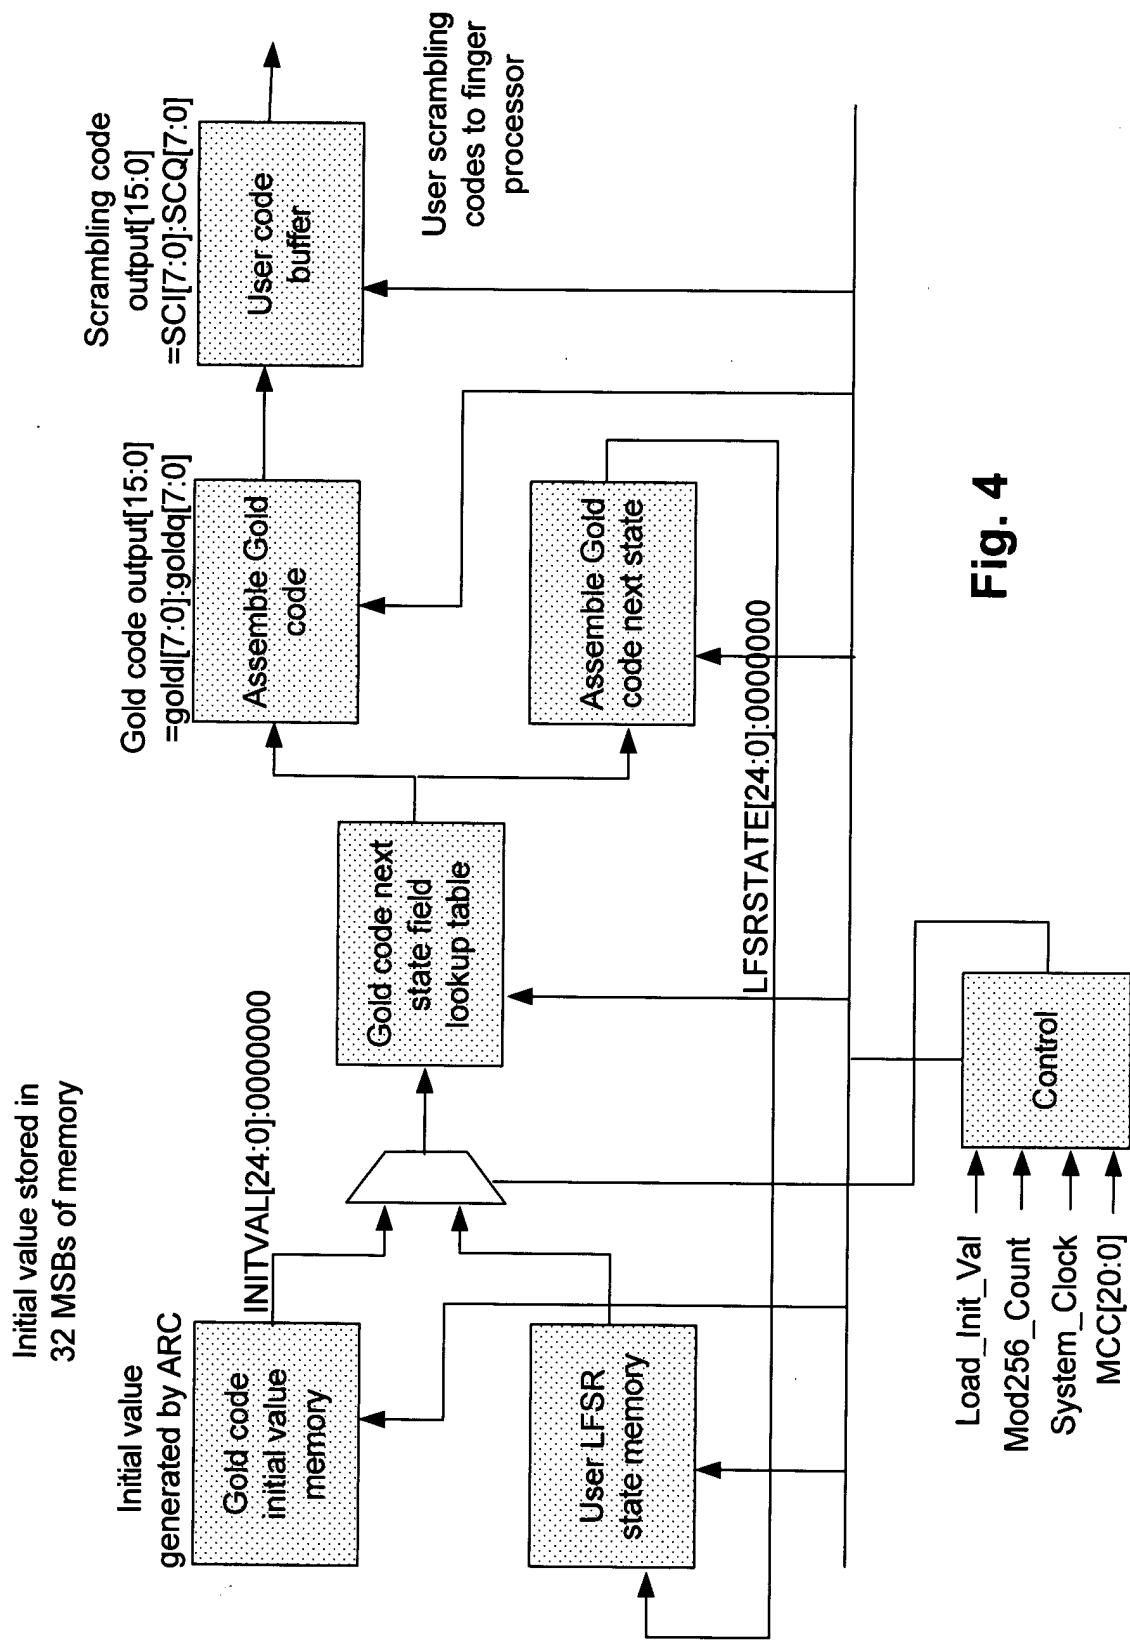 Initial value stored in
32 MSBs of memory
Initial value
generated by ARC
Gold code
initial value
memory
INITVAL[24:0]:0000000
User LFSR
state memory
Gold code next
state field
lookup table
Gold code output[15:0]
=goldI[7:0]:goldq[7:0]
Assemble Gold
code
Assemble Gold
code next state
LFSRSTATE[24:0]:0000000
Scrambling code
output[15:0]
=SCI[7:0]:SCQ[7:0]
User code
buffer
User scrambling
codes to finger
processor
Load_Init_Val
Mod256_Count
System_Clock
MCC[20:0]
Control
Fig. 4